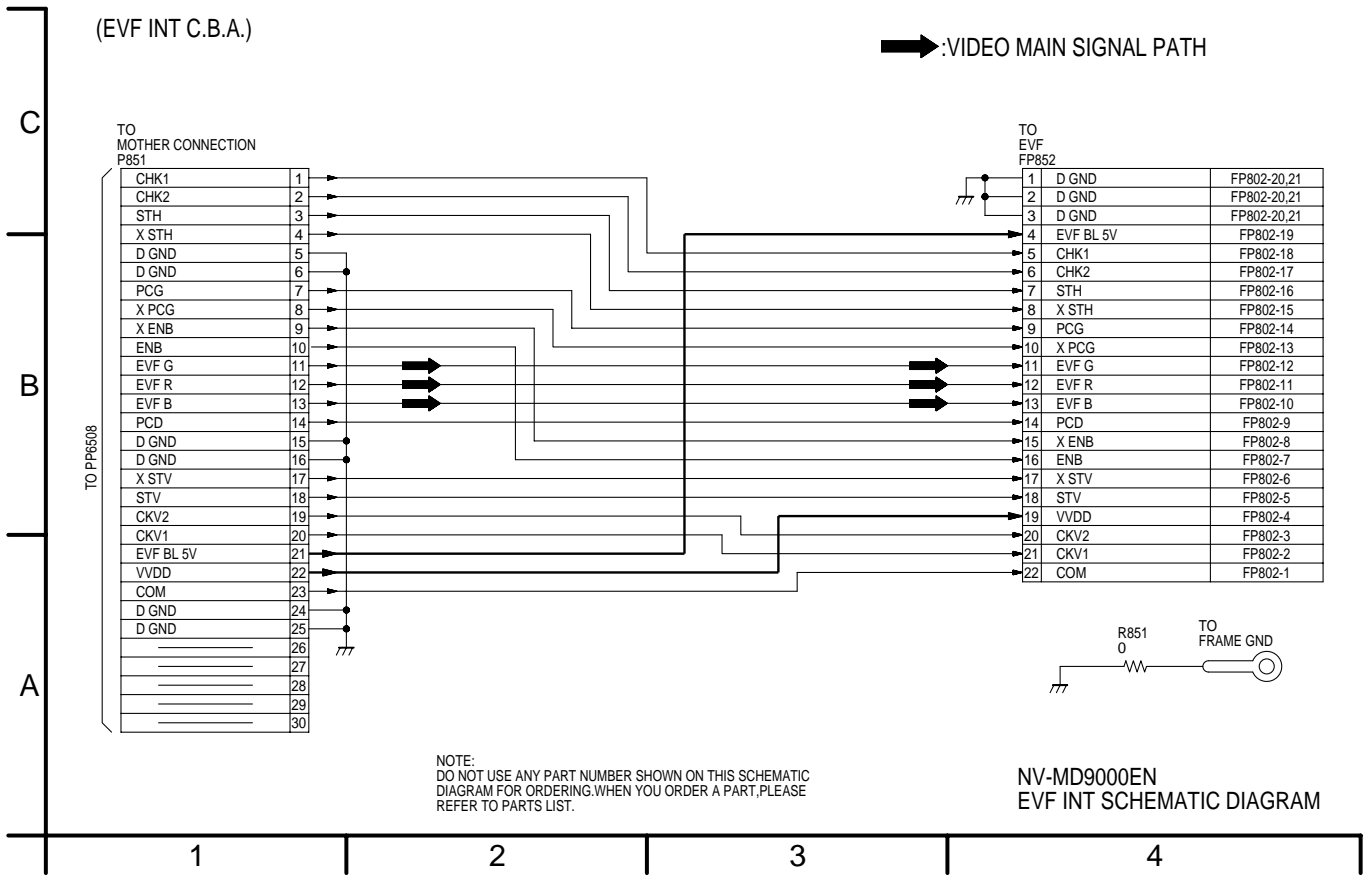 (EVF INT C.B.A.)
:VIDEO MAIN SIGNAL PATH
C
B
A
TO
MOTHER CONNECTION
P851
CHK1 1
CHK2 2
STH 3
X STH 4
D GND 5
D GND 6
PCG 7
X PCG 8
X ENB 9
ENB 10
EVF G 11
EVF R 12
EVF B 13
PCD 14
D GND 15
D GND 16
X STV 17
STV 18
CKV2 19
CKV1 20
EVF BL 5V 21
VVDD 22
COM 23
D GND 24
D GND 25
26
27
28
29
30
TO PP6508
TO
EVF
FP852
1 D GND FP802-20,21
2 D GND FP802-20,21
3 D GND FP802-20,21
4 EVF BL 5V FP802-19
5 CHK1 FP802-18
6 CHK2 FP802-17
7 STH FP802-16
8 X STH FP802-15
9 PCG FP802-14
10 X PCG FP802-13
11 EVF G FP802-12
12 EVF R FP802-11
13 EVF B FP802-10
14 PCD FP802-9
15 X ENB FP802-8
16 ENB FP802-7
17 X STV FP802-6
18 STV FP802-5
19 VVDD FP802-4
20 CKV2 FP802-3
21 CKV1 FP802-2
22 COM FP802-1
R851
0
TO
FRAME GND
NOTE:
DO NOT USE ANY PART NUMBER SHOWN ON THIS SCHEMATIC
DIAGRAM FOR ORDERING.WHEN YOU ORDER A PART,PLEASE
REFER TO PARTS LIST.
NV-MD9000EN
EVF INT SCHEMATIC DIAGRAM
1 2 3 4